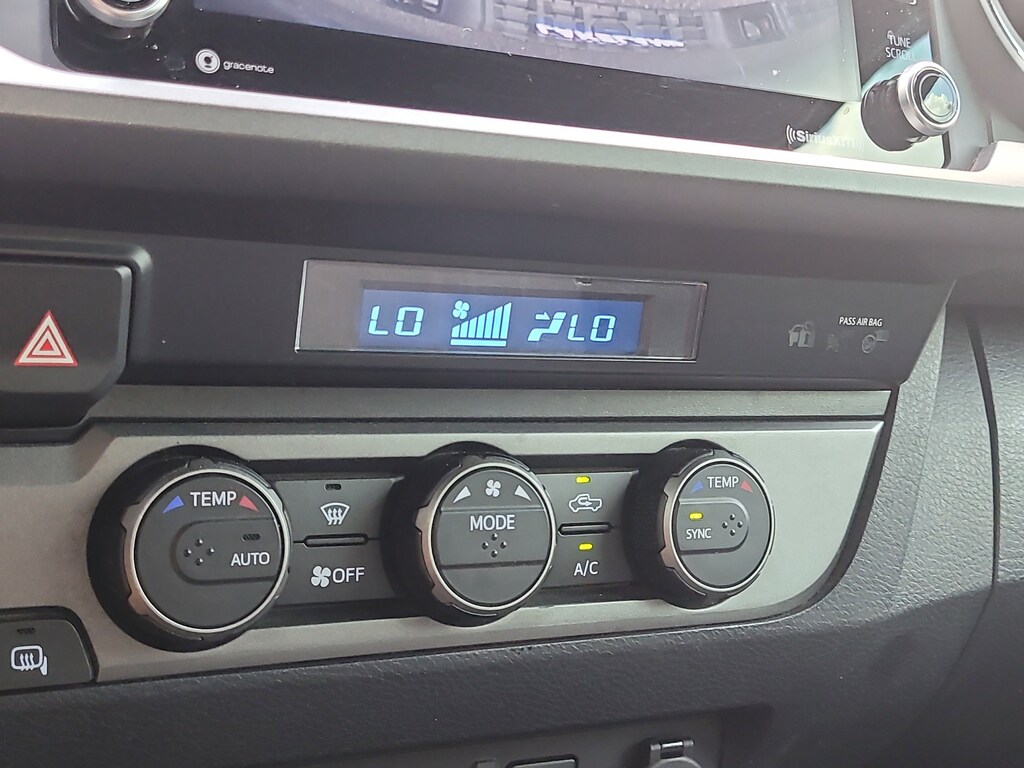 gracenote
TUNE
SCROLL
SiriusXM
LO LO
PASS AIR BAG
TEMP
AUTO
OFF
MODE
A/C
TEMP
SYNC